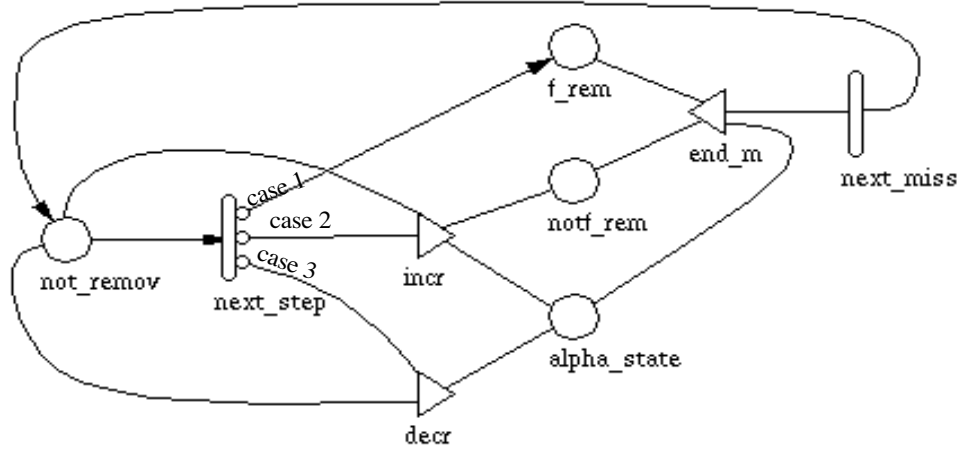 f_rem
end_m
next_miss
case 1
case 2
notf_rem
case 3
incr
not_remov
next_step
alpha_state
decr